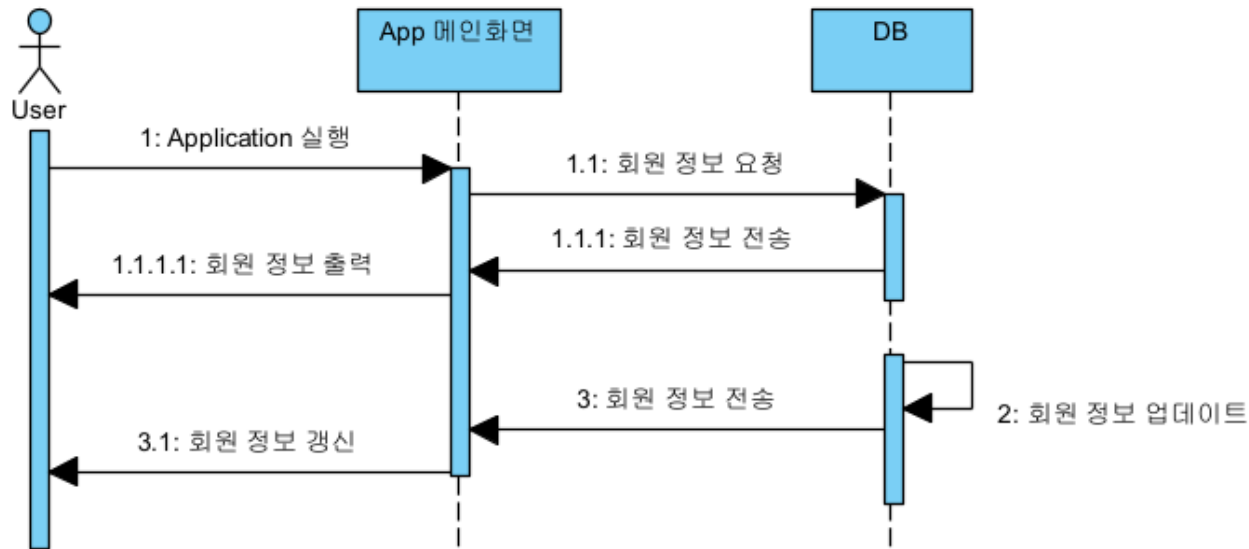 App 메인화면
DB
User
1: Application 실행
1.1: 회원 정보 요청
1.1.1: 회원 정보 전송
1.1.1.1: 회원 정보 출력
2: 회원 정보 업데이트
3: 회원 정보 전송
3.1: 회원 정보 갱신